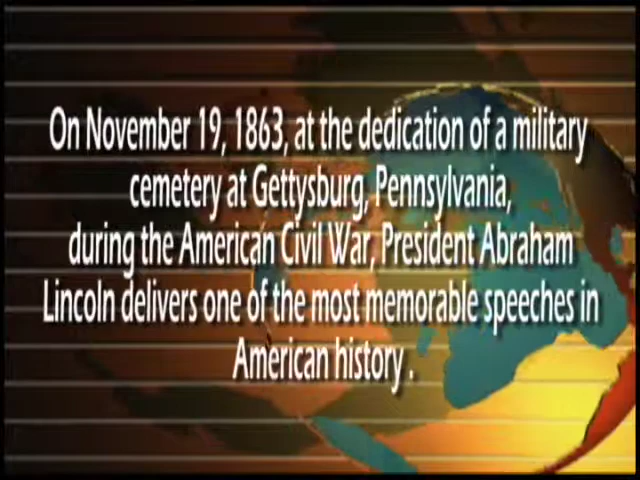 On November 19, 1863, at the dedication of a military
cemetery at Gettysburg, Pennsylvania,
during the American Civil War, President Abraham
Lincoln delivers one of the most memorable speeches in
American history .